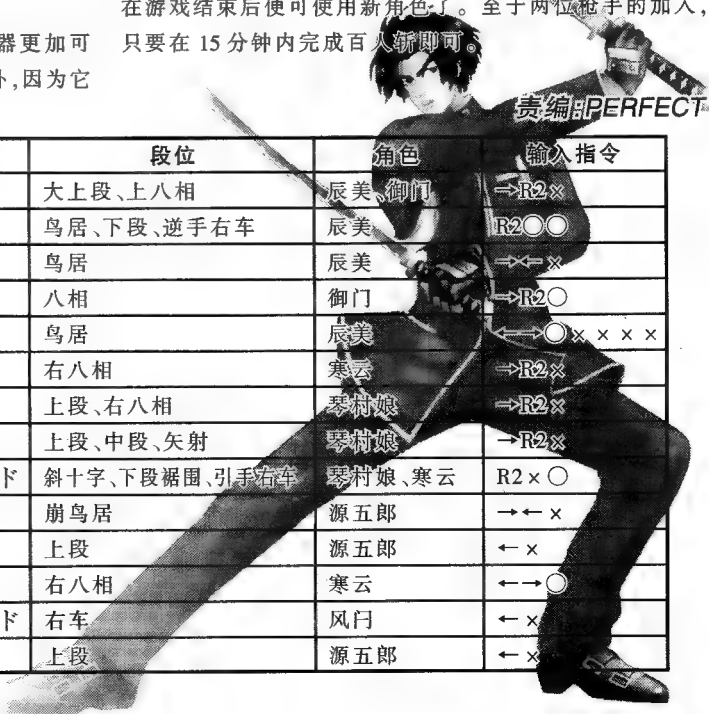 在游戏结束后便可使用新角色了。至于两位枪手的加入，
器更加可
只要在15分钟内完成百人斩即可。
卜,因为它
责编:PERFECT
段位 角色 输入指令
大上段、上八相 辰美、御门 →R2×
鸟居、下段、逆手右车 辰美 R2○○
鸟居 辰美 →←×
八相 御门 →R2○
鸟居 辰美 ←→○××××
右八相 寒云 →R2×
上段、右八相 琴村娘 →R2×
上段、中段、矢射 琴村娘 →R2×
ド 斜十字、下段裾围、引手右车 琴村娘、寒云 R2×○
崩鸟居 源五郎 →←×
上段 源五郎 ←×
右八相 寒云 ←→○
ド 右车 风闩 ←×
上段 源五郎 ←×